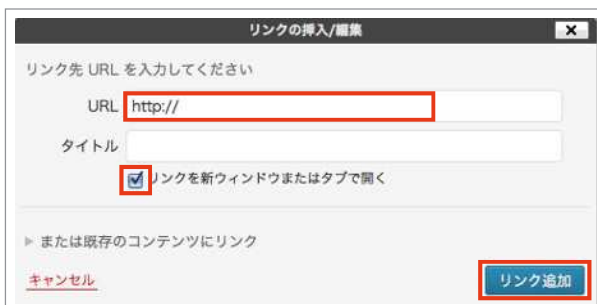 リンクの挿入/編集
リンク先 URL を入力してください
URL http://
タイトル
リンクを新ウィンドウまたはタブで開く
または既存のコンテンツにリンク
キャンセル リンク追加